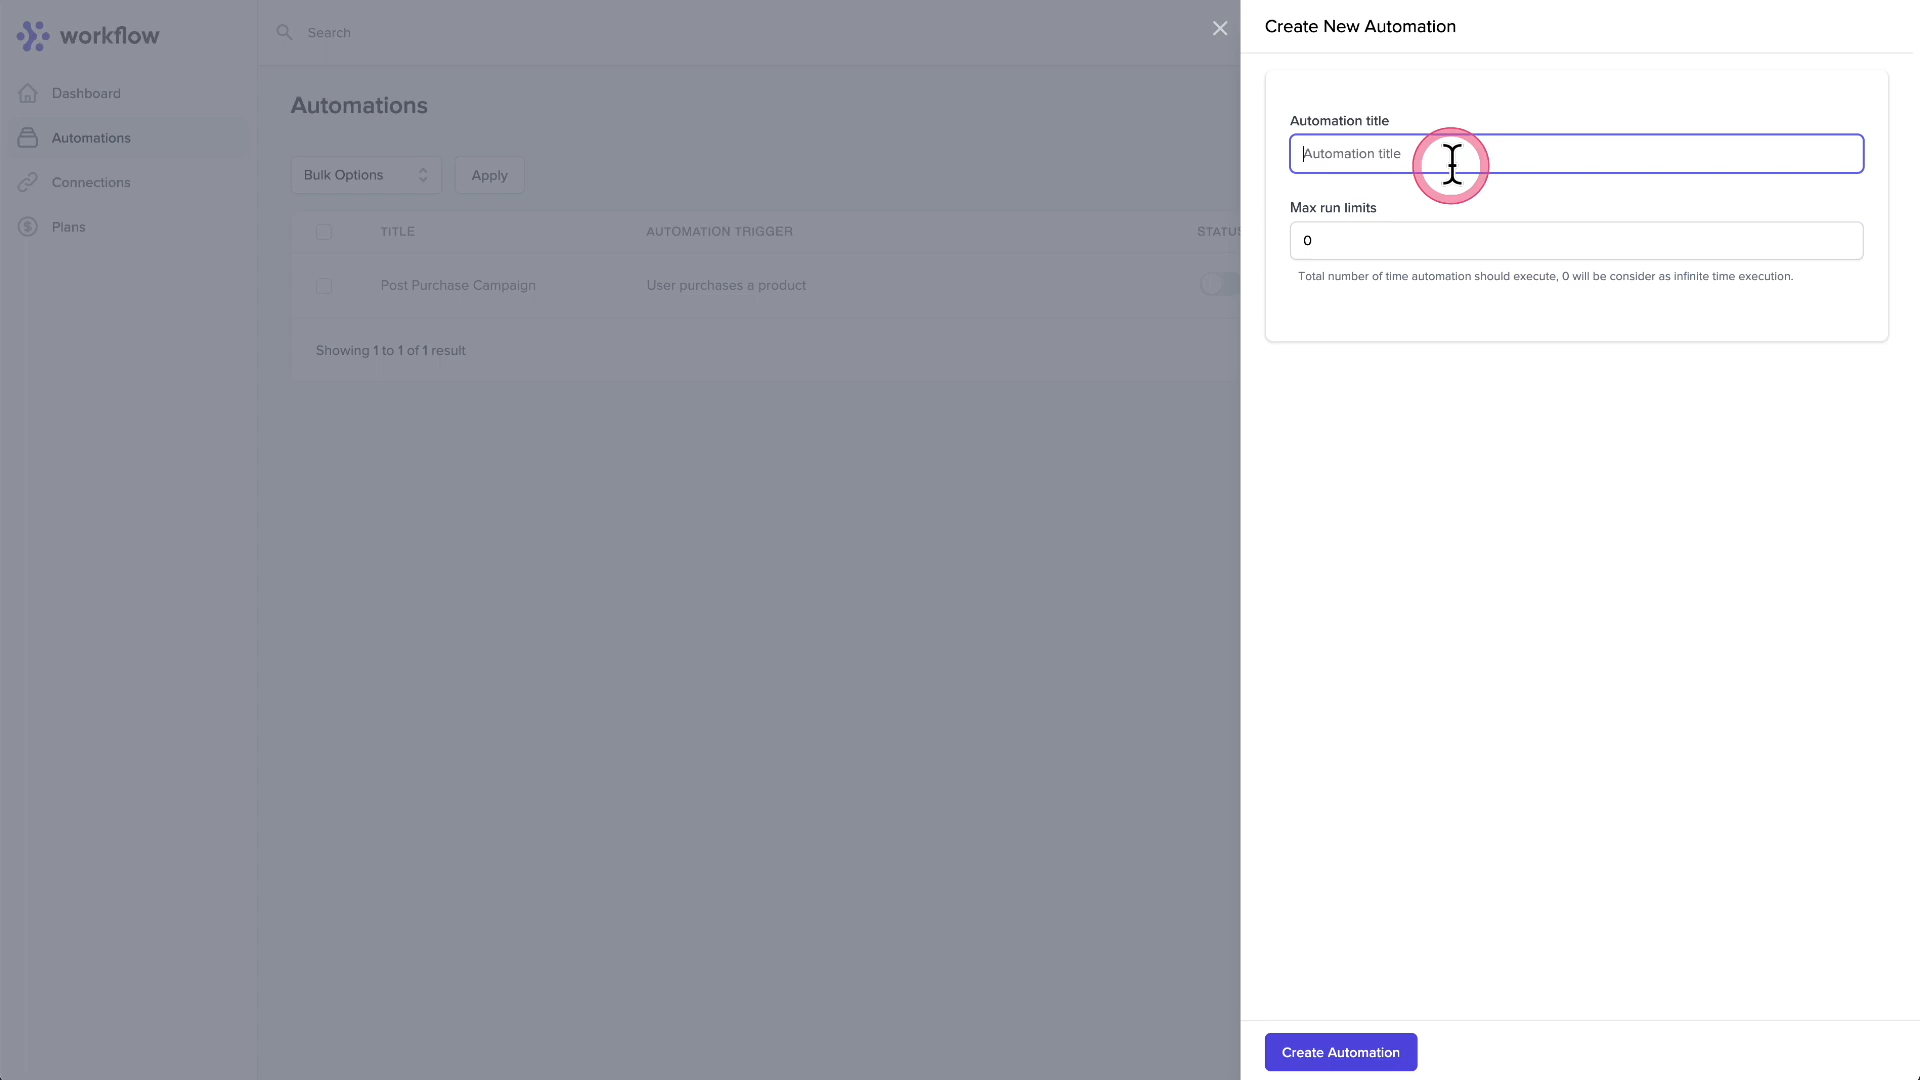 workflow
Dashboard
Automations
Connections
Plans
Search
Automations
Bulk Options
Apply
TITLE
AUTOMATION TRIGGER
STATUS
Post Purchase Campaign
User purchases a product
Showing 1 to 1 of 1 result
Create New Automation
Automation title
Automation title
Max run limits
0
Total number of time automation should execute, 0 will be consider as infinite time execution.
Create Automation